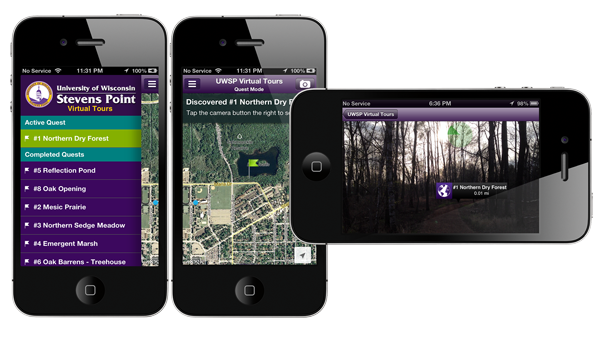 No Service 11:31 PM 100%
University of Wisconsin
Stevens Point
Virtual Tours
Active Quest
#1 Northern Dry Forest
Completed Quests
#5 Reflection Pond
#8 Oak Opening
#2 Mesic Prairie
#3 Northern Sedge Meadow
#4 Emergent Marsh
#6 Oak Barrens - Treehouse
No Service 11:31 PM 100%
UWSP Virtual Tours
Quest Mode
Discovered #1 Northern Dry F
Tap the camera button the right to s
No Service 6:36 PM 98%
UWSP Virtual Tours
#1 Northern Dry Forest
0.01 mi